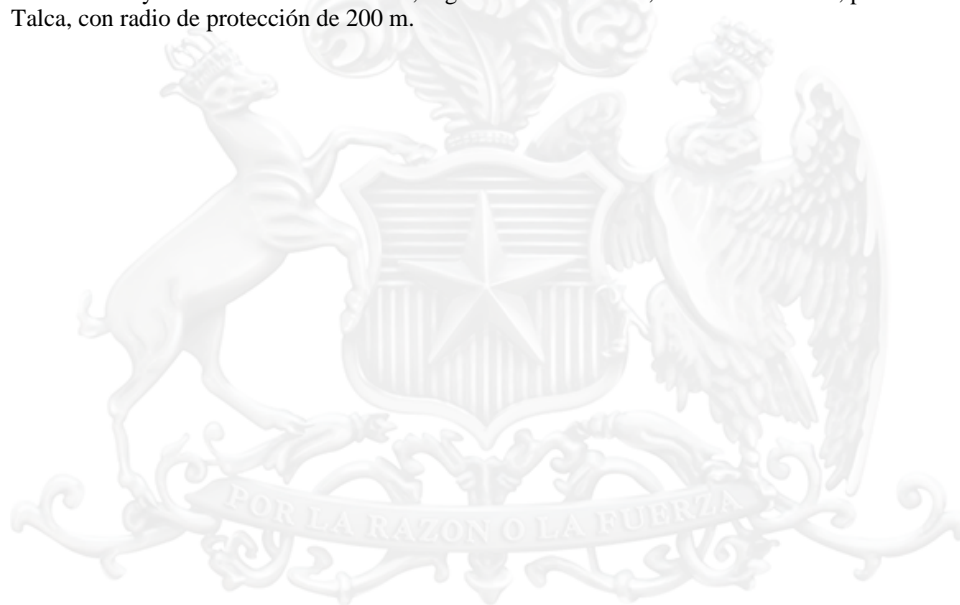 Talca, con radio de protección de 200 m.
POR LA RAZON O LA FUERZA